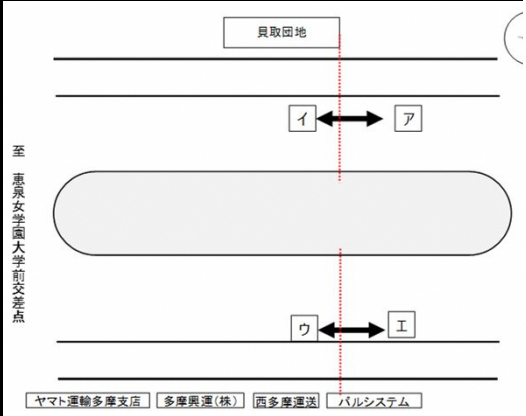 貝取団地
イ
ア
至 恵泉女学園大学前交差点
ウ
エ
ヤマト運輸多摩支店
多摩興運(株)
西多摩運送
パルシステム